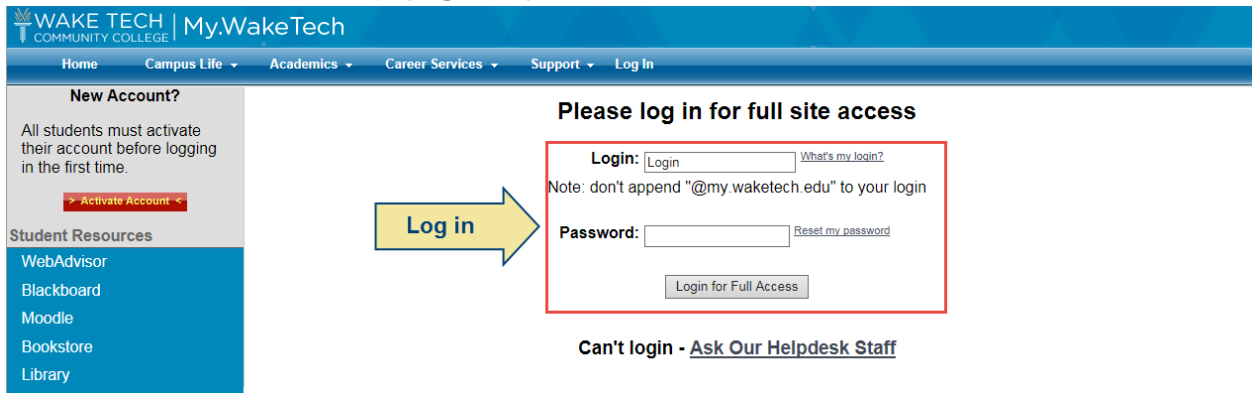 WAKE TECH
COMMUNITY COLLEGE
My.WakeTech
Home Campus Life Academics Career Services Support Log In
New Account?
All students must activate
their account before logging
in the first time.
> Activate Account <
Student Resources
WebAdvisor
Blackboard
Moodle
Bookstore
Library
Please log in for full site access
Login: Login What's my login?
Note: don't append "@my.waketech.edu" to your login
Log in
Password: Reset my password
Login for Full Access
Can't login - Ask Our Helpdesk Staff